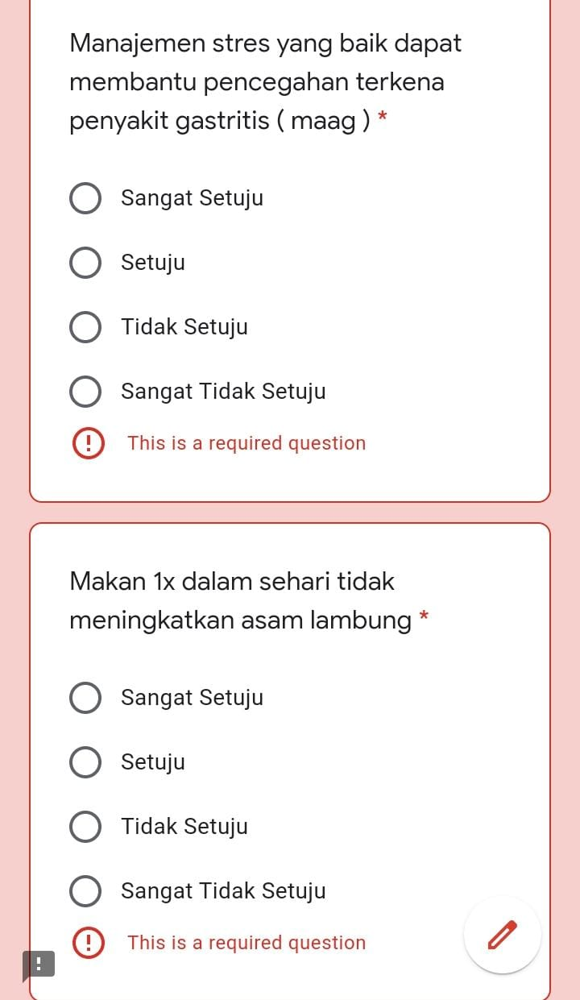 Manajemen stres yang baik dapat
membantu pencegahan terkena
penyakit gastritis ( maag ) *
Sangat Setuju
Setuju
Tidak Setuju
Sangat Tidak Setuju
This is a required question
Makan 1x dalam sehari tidak
meningkatkan asam lambung *
Sangat Setuju
Setuju
Tidak Setuju
Sangat Tidak Setuju
This is a required question